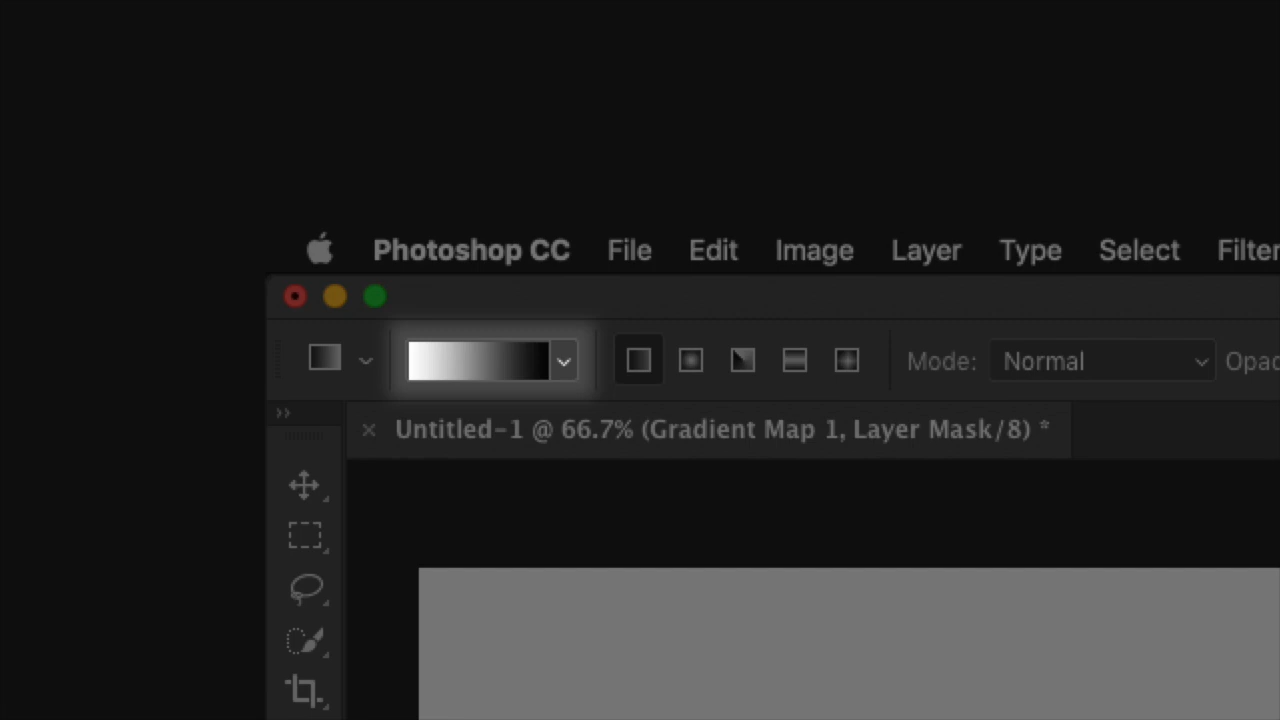 Photoshop CC File Edit Image Layer Type Select Filter
Mode: Normal
Untitled-1 @ 66.7% (Gradient Map 1, Layer Mask/8) *